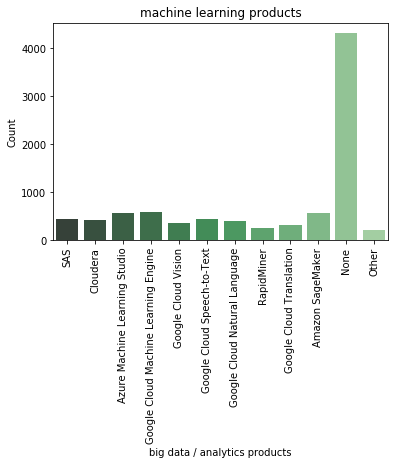 machine learning products
Count
4000
3000
2000
1000
0
SAS
Cloudera
Azure Machine Learning Studio
Google Cloud Machine Learning Engine
Google Cloud Vision
Google Cloud Speech-to-Text
Google Cloud Natural Language
RapidMiner
Google Cloud Translation
Amazon SageMaker
None
Other
big data / analytics products